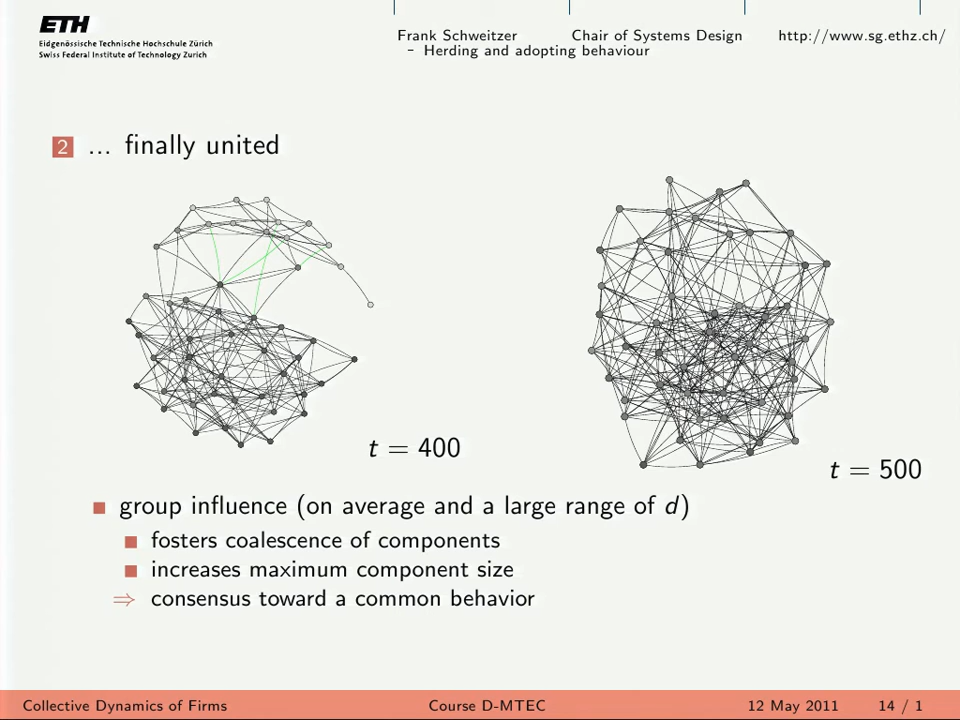 ETH
Eidgenössische Technische Hochschule Zürich
Swiss Federal Institute of Technology Zurich
Frank Schweitzer
Chair of Systems Design
http://www.sg.ethz.ch/
– Herding and adopting behaviour
2 ... finally united
t = 400
t = 500
group influence (on average and a large range of d)
fosters coalescence of components
increases maximum component size
⇒ consensus toward a common behavior
Collective Dynamics of Firms
Course D-MTEC
12 May 2011
14 / 1